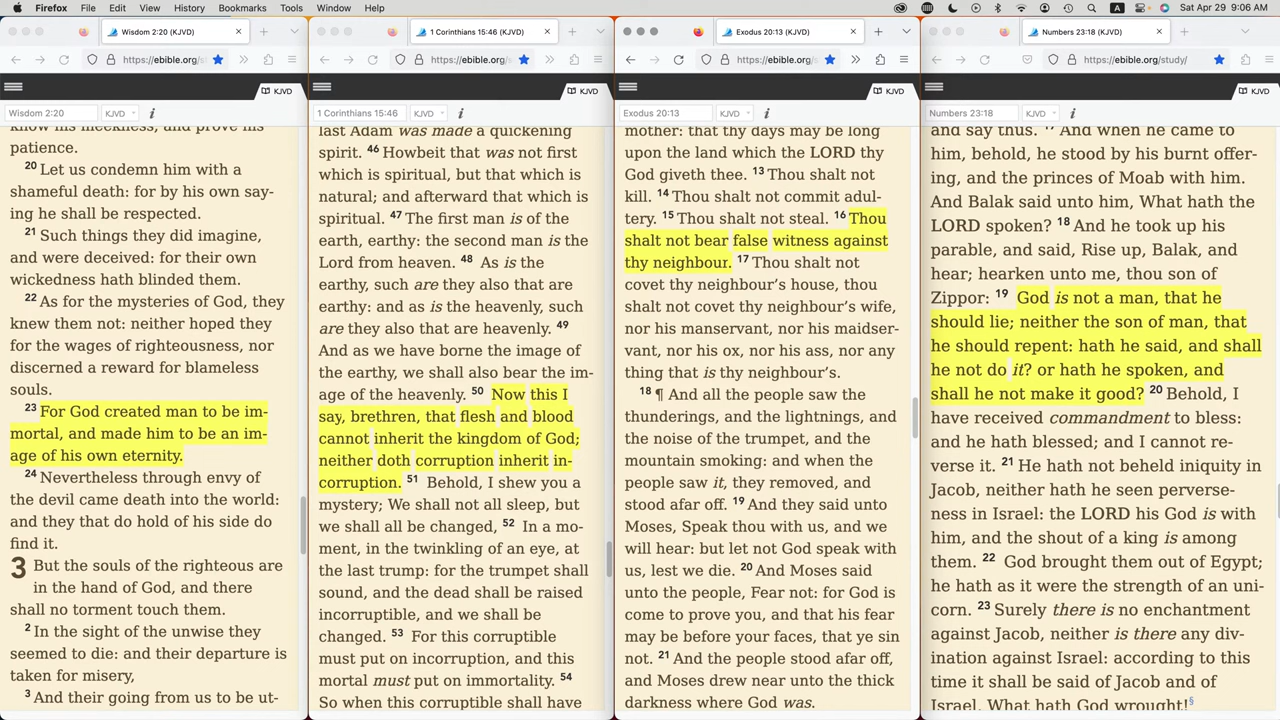 Firefox File Edit View History Bookmarks Tools Window Help
A
Sat Apr 29 9:06 AM
Wisdom 2:20 (KJVD)
https://ebible.org/s
KJVD
Wisdom 2:20
KJVD
i
know his meekness, and prove his
patience.
20 Let us condemn him with a
shameful death: for by his own say-
ing he shall be respected.
21 Such things they did imagine,
and were deceived: for their own
wickedness hath blinded them.
22 As for the mysteries of God, they
knew them not: neither hoped they
for the wages of righteousness, nor
discerned a reward for blameless
souls.
23 For God created man to be im-
mortal, and made him to be an im-
age of his own eternity.
24 Nevertheless through envy of
the devil came death into the world:
and they that do hold of his side do
find it.
3 But the souls of the righteous are
in the hand of God, and there
shall no torment touch them.
2 In the sight of the unwise they
seemed to die: and their departure is
taken for misery,
3 And their going from us to be ut-
1 Corinthians 15:46 (KJVD)
https://ebible.org/s
KJVD
1 Corinthians 15:46
KJVD
i
last Adam was made a quickening
spirit. 46 Howbeit that was not first
which is spiritual, but that which is
natural; and afterward that which is
spiritual. 47 The first man is of the
earth, earthy: the second man is the
Lord from heaven. 48 As is the
earthy, such are they also that are
earthy: and as is the heavenly, such
are they also that are heavenly. 49
And as we have borne the image of
the earthy, we shall also bear the im-
age of the heavenly. 50 Now this I
say, brethren, that flesh and blood
cannot inherit the kingdom of God;
neither doth corruption inherit in-
corruption. 51 Behold, I shew you a
mystery; We shall not all sleep, but
we shall all be changed, 52 In a mo-
ment, in the twinkling of an eye, at
the last trump: for the trumpet shall
sound, and the dead shall be raised
incorruptible, and we shall be
changed. 53 For this corruptible
must put on incorruption, and this
mortal must put on immortality. 54
So when this corruptible shall have
Exodus 20:13 (KJVD)
https://ebible.org/s
KJVD
Exodus 20:13
KJVD
i
mother: that thy days may be long
upon the land which the LORD thy
God giveth thee. 13 Thou shalt not
kill. 14 Thou shalt not commit adul-
tery. 15 Thou shalt not steal. 16 Thou
shalt not bear false witness against
thy neighbour. 17 Thou shalt not
covet thy neighbour’s house, thou
shalt not covet thy neighbour’s wife,
nor his manservant, nor his maidser-
vant, nor his ox, nor his ass, nor any
thing that is thy neighbour’s.
18 ¶ And all the people saw the
thunderings, and the lightnings, and
the noise of the trumpet, and the
mountain smoking: and when the
people saw it, they removed, and
stood afar off. 19 And they said unto
Moses, Speak thou with us, and we
will hear: but let not God speak with
us, lest we die. 20 And Moses said
unto the people, Fear not: for God is
come to prove you, and that his fear
may be before your faces, that ye sin
not. 21 And the people stood afar off,
and Moses drew near unto the thick
darkness where God was.
Numbers 23:18 (KJVD)
https://ebible.org/study/
KJVD
Numbers 23:18
KJVD
i
and say thus. 17 And when he came to
him, behold, he stood by his burnt offer-
ing, and the princes of Moab with him.
And Balak said unto him, What hath the
LORD spoken? 18 And he took up his
parable, and said, Rise up, Balak, and
hear; hearken unto me, thou son of
Zippor: 19 God is not a man, that he
should lie; neither the son of man, that
he should repent: hath he said, and shall
he not do it? or hath he spoken, and
shall he not make it good? 20 Behold, I
have received commandment to bless:
and he hath blessed; and I cannot re-
verse it. 21 He hath not beheld iniquity in
Jacob, neither hath he seen perverse-
ness in Israel: the LORD his God is with
him, and the shout of a king is among
them. 22 God brought them out of Egypt;
he hath as it were the strength of an uni-
corn. 23 Surely there is no enchantment
against Jacob, neither is there any div-
ination against Israel: according to this
time it shall be said of Jacob and of
Israel, What hath God wrought!§